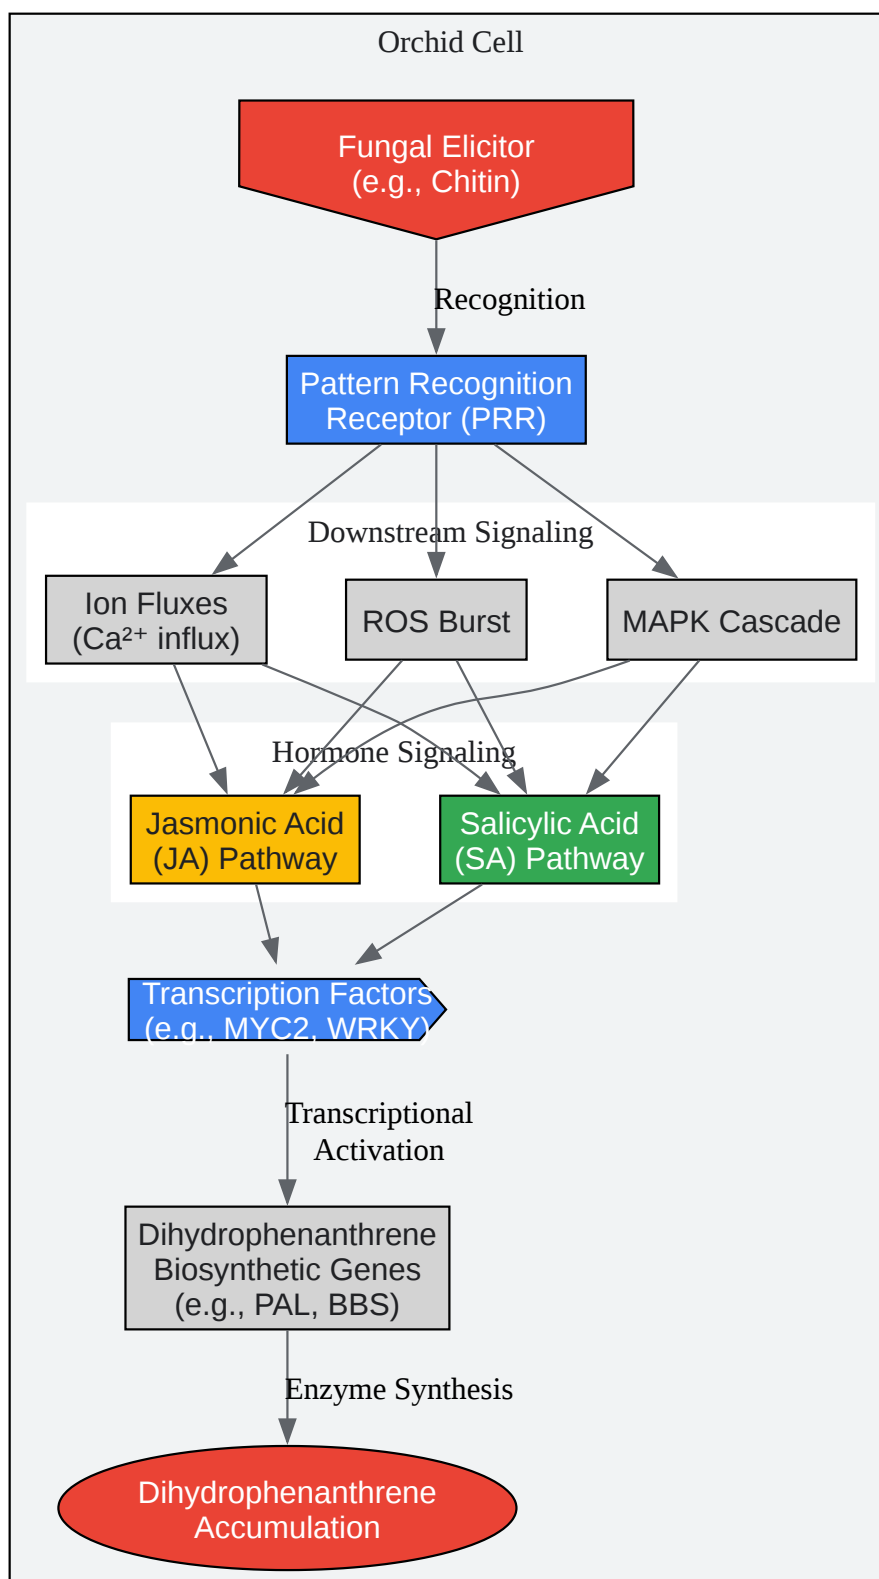 Orchid Cell
Fungal Elicitor
(e.g., Chitin)
Recognition
Pattern Recognition
Receptor (PRR)
Downstream Signaling
Ion Fluxes
(Ca²⁺ influx)
ROS Burst
MAPK Cascade
Hormone Signaling
Jasmonic Acid
(JA) Pathway
Salicylic Acid
(SA) Pathway
Transcription Factors
(e.g., MYC2, WRKY)
Transcriptional
Activation
Dihydrophenanthrene
Biosynthetic Genes
(e.g., PAL, BBS)
Enzyme Synthesis
Dihydrophenanthrene
Accumulation